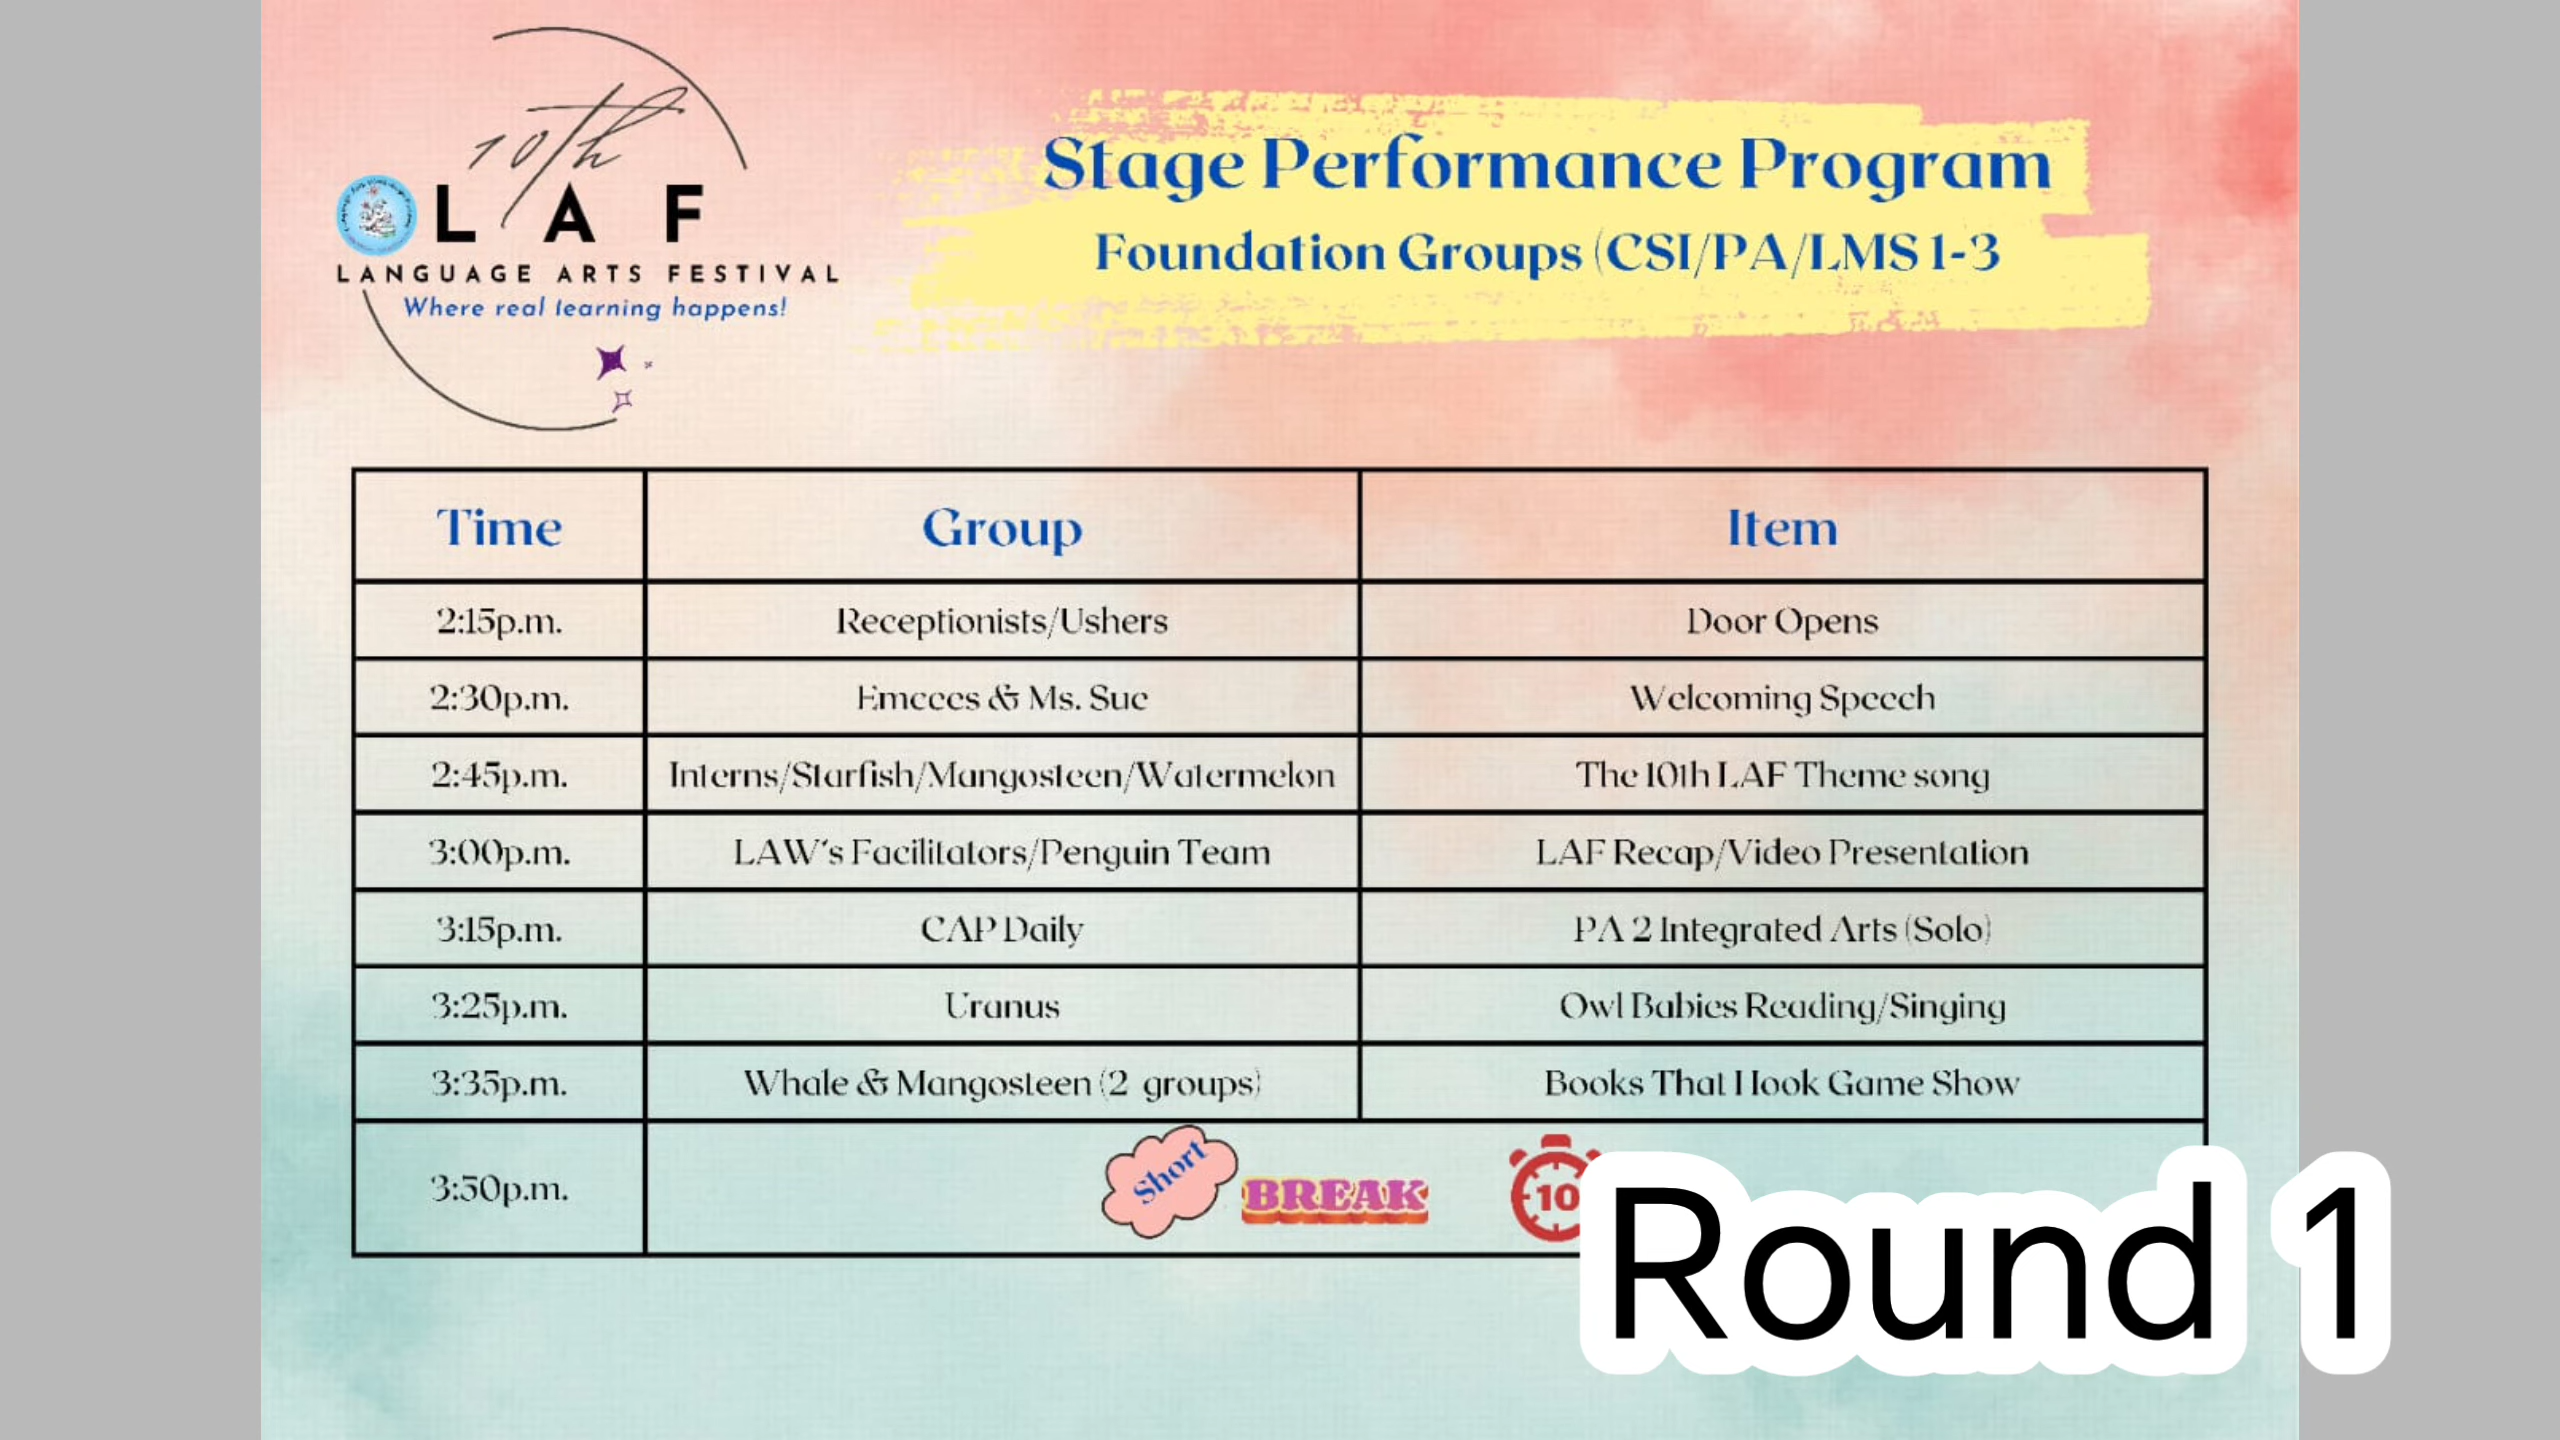 10th
L A F
LANGUAGE ARTS FESTIVAL
Where real learning happens!
Stage Performance Program
Foundation Groups (CSI/PA/LMS 1-3
Time Group Item
2:15p.m. Receptionists/Ushers Door Opens
2:30p.m. Emcees & Ms. Sue Welcoming Speech
2:45p.m. Interns/Starfish/Mangosteen/Watermelon The 10th LAF Theme song
3:00p.m. LAW's Facilitators/Penguin Team LAF Recap/Video Presentation
3:15p.m. CAP Daily PA 2 Integrated Arts (Solo)
3:25p.m. Uranus Owl Babies Reading/Singing
3:35p.m. Whale & Mangosteen (2 groups) Books That Hook Game Show
3:50p.m. Short BREAK 10
Round 1